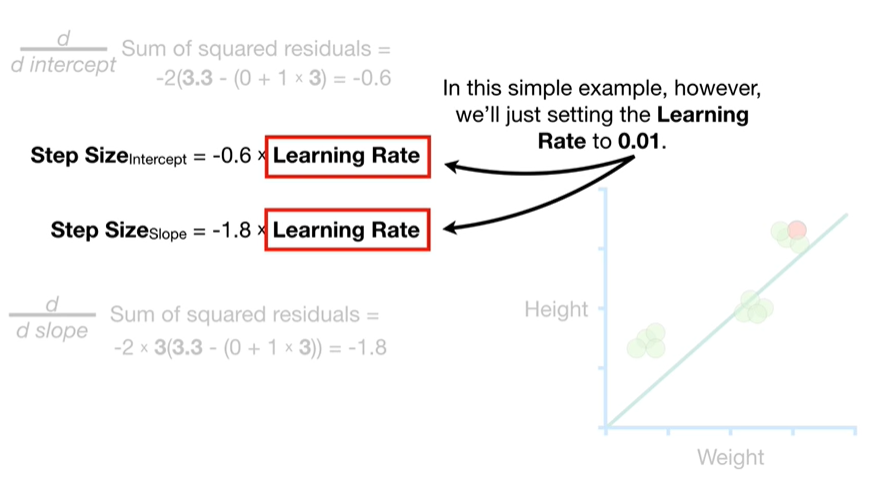 d
d intercept
Sum of squared residuals =
-2(3.3 - (0 + 1 × 3) = -0.6
In this simple example, however,
we'll just setting the Learning
Rate to 0.01.
Step SizeIntercept = -0.6 × Learning Rate
Step SizeSlope = -1.8 × Learning Rate
d
d slope
Sum of squared residuals =
-2 × 3(3.3 - (0 + 1 × 3)) = -1.8
Height
Weight